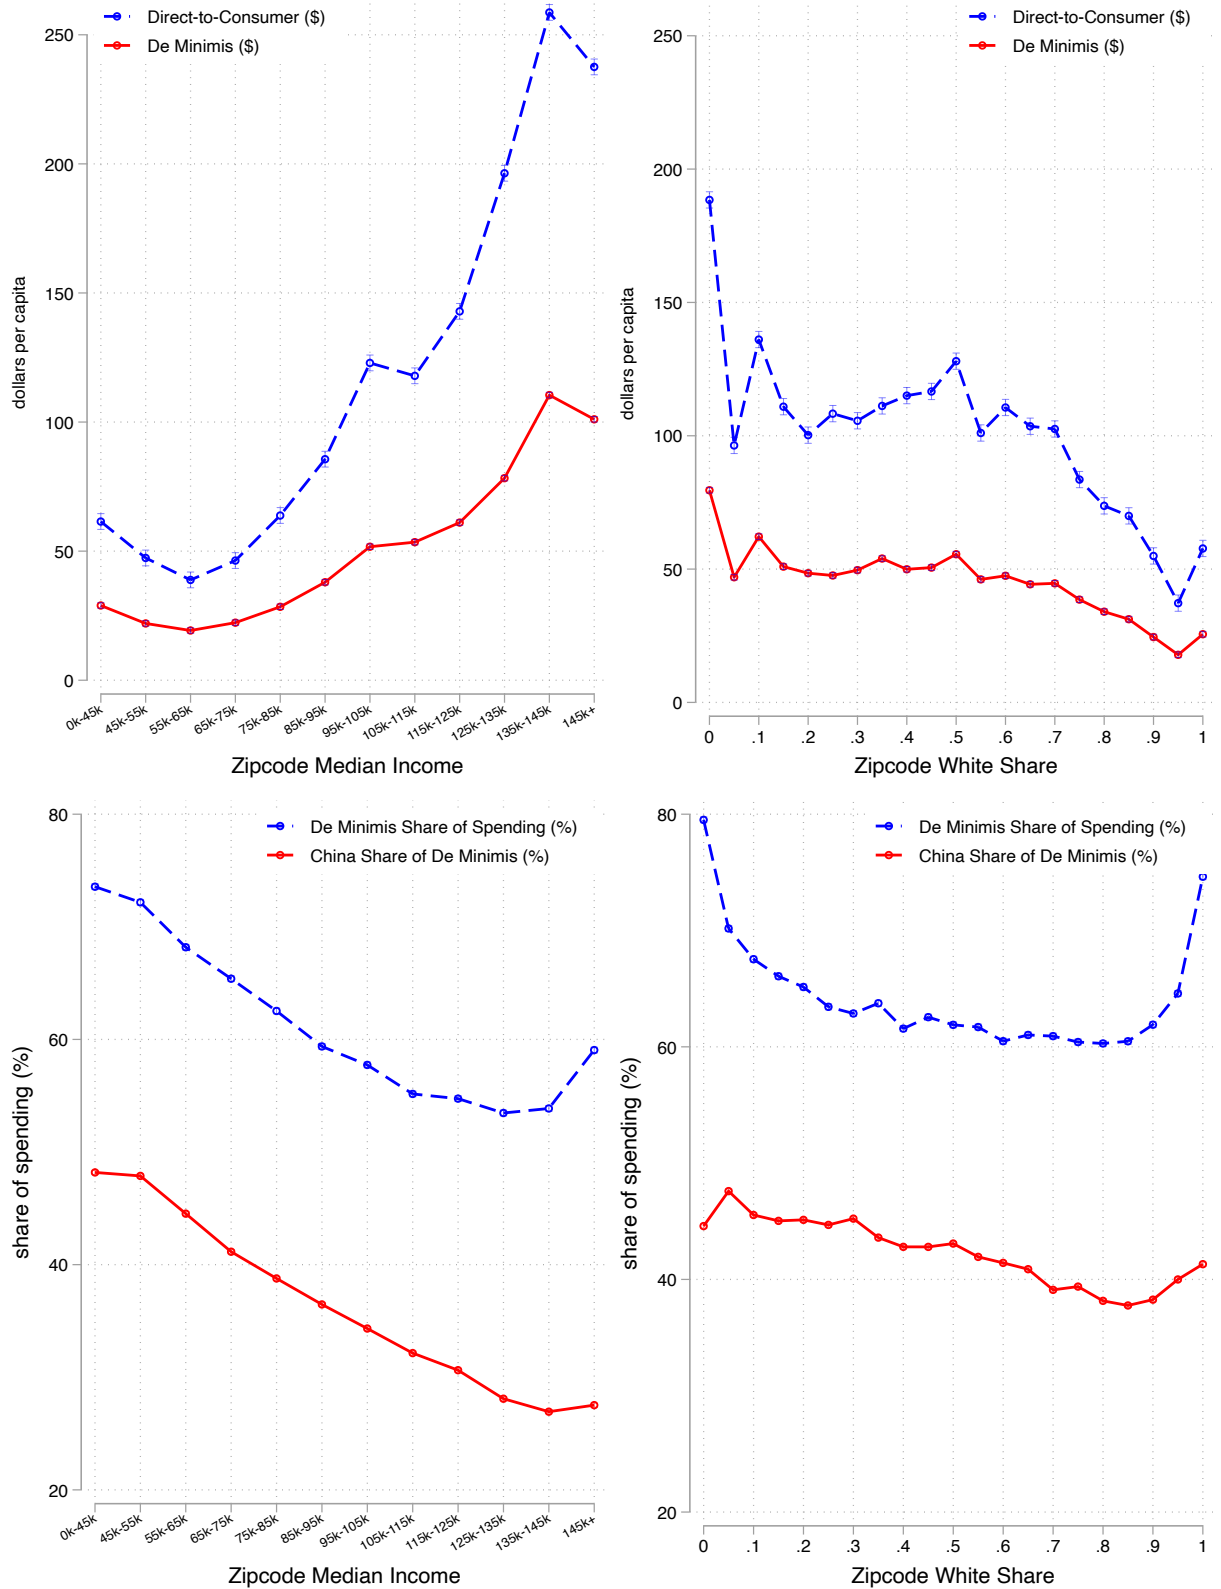 Direct-to-Consumer ($)
De Minimis ($)
250
200
150
100
50
0
dollars per capita
0k-45k
45k-55k
55k-65k
65k-75k
75k-85k
85k-95k
95k-105k
105k-115k
115k-125k
125k-135k
135k-145k
145k+
Zipcode Median Income
Direct-to-Consumer ($)
De Minimis ($)
250
200
150
100
50
0
dollars per capita
0 .1 .2 .3 .4 .5 .6 .7 .8 .9 1
Zipcode White Share
De Minimis Share of Spending (%)
China Share of De Minimis (%)
80
60
40
20
share of spending (%)
0k-45k
45k-55k
55k-65k
65k-75k
75k-85k
85k-95k
95k-105k
105k-115k
115k-125k
125k-135k
135k-145k
145k+
Zipcode Median Income
De Minimis Share of Spending (%)
China Share of De Minimis (%)
80
60
40
20
share of spending (%)
0 .1 .2 .3 .4 .5 .6 .7 .8 .9 1
Zipcode White Share